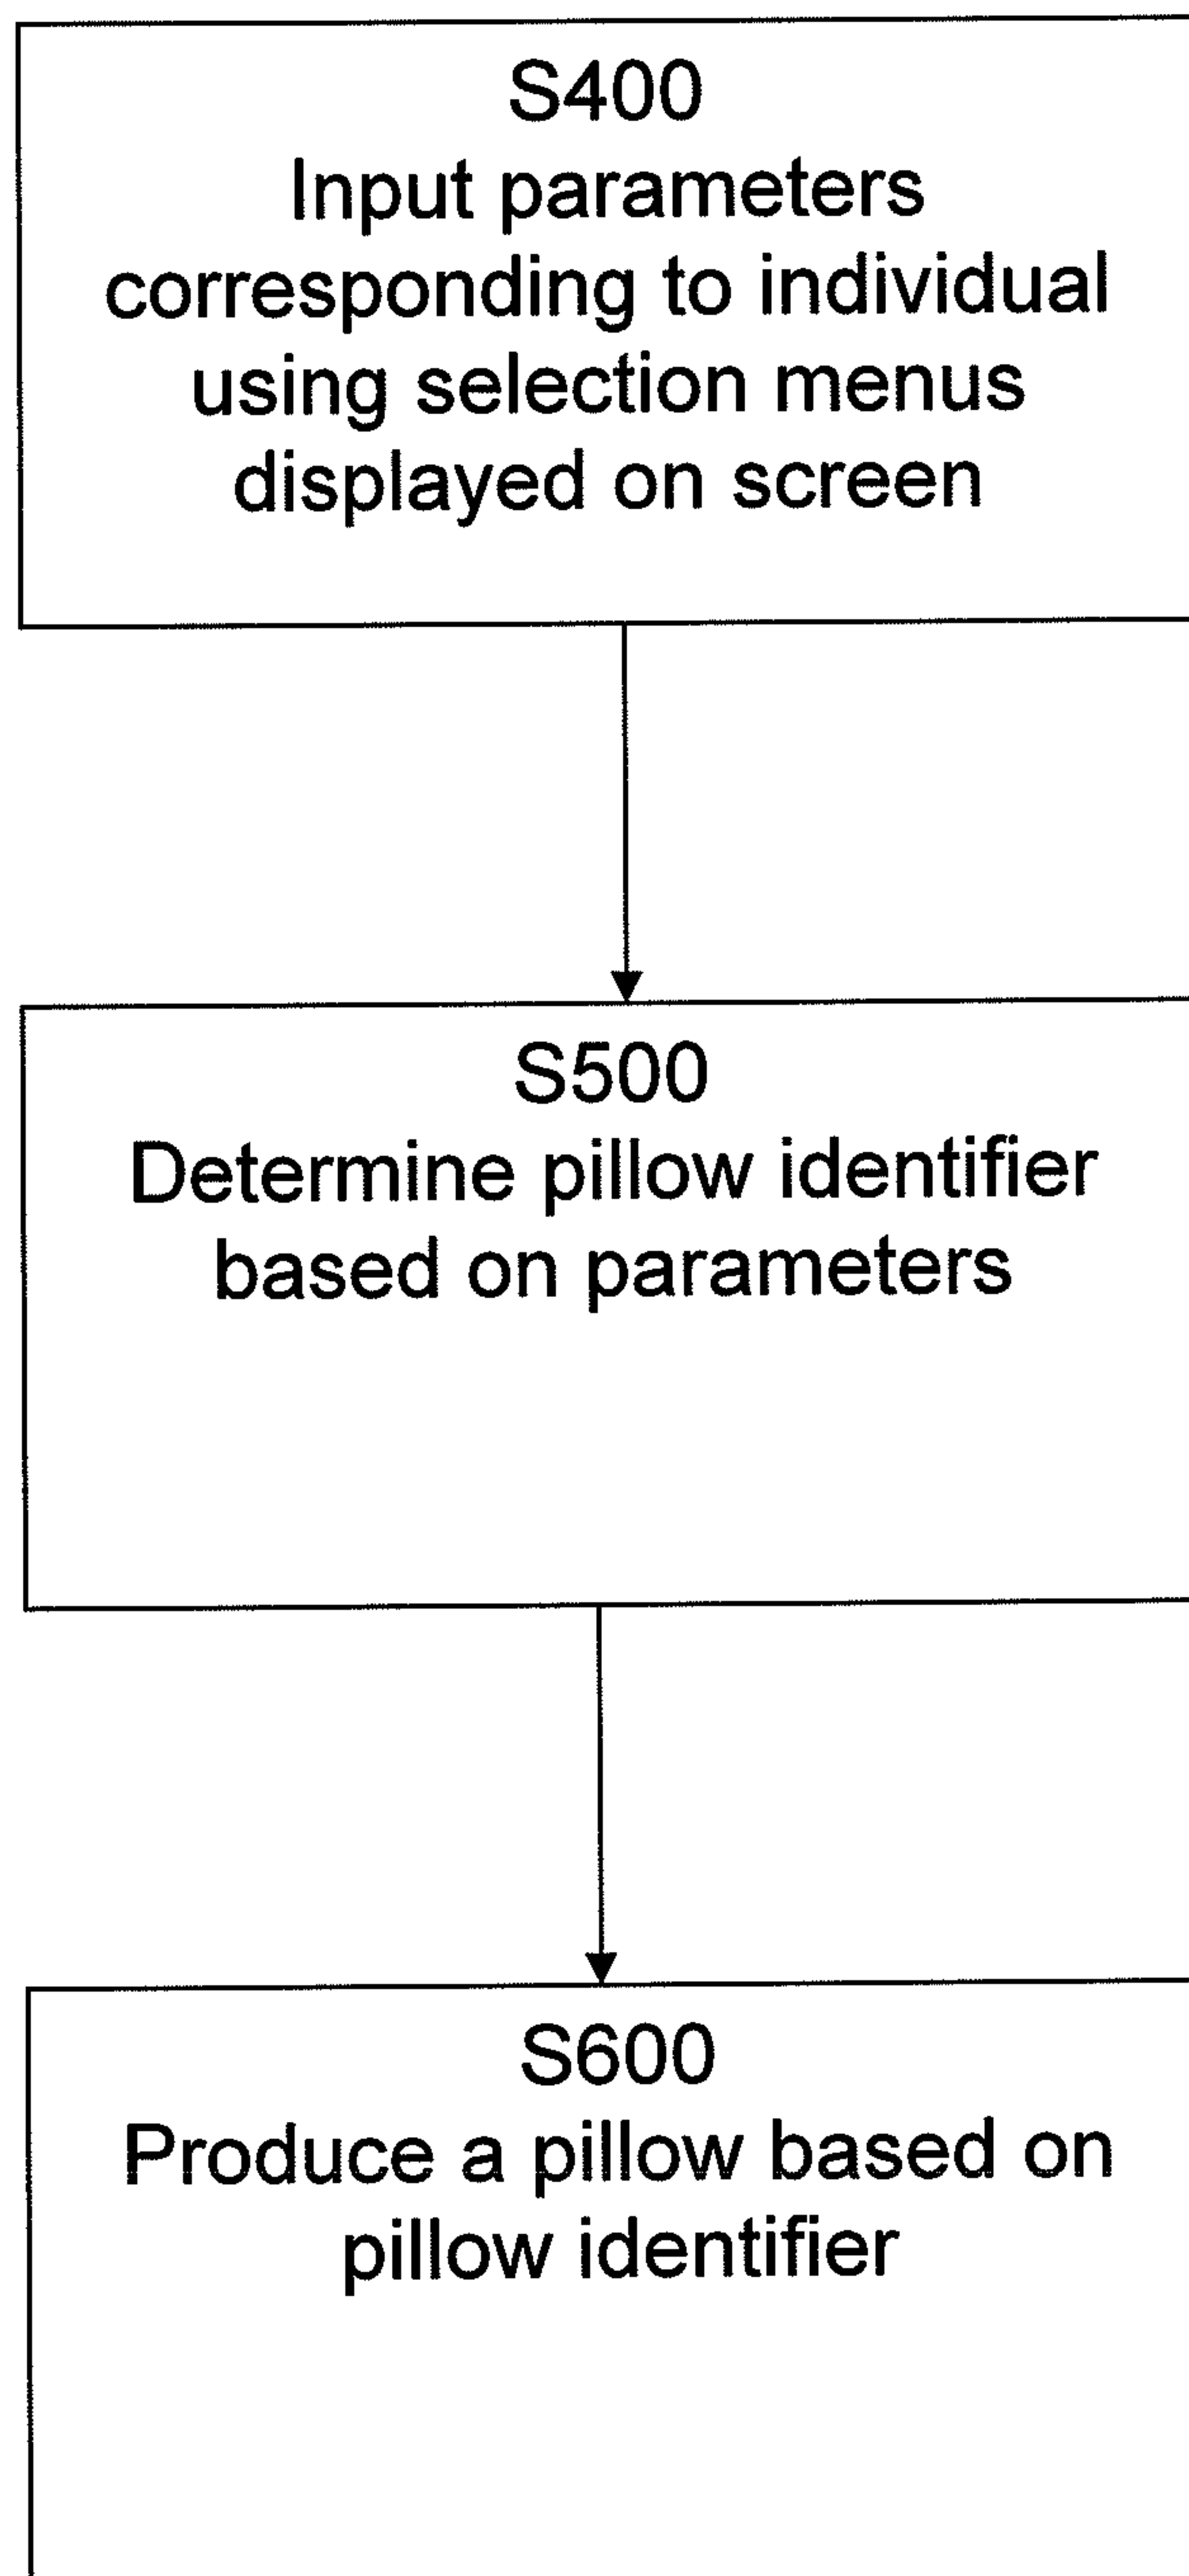 S400
Input parameters
corresponding to individual
using selection menus
displayed on screen
S500
Determine pillow identifier
based on parameters
S600
Produce a pillow based on
pillow identifier